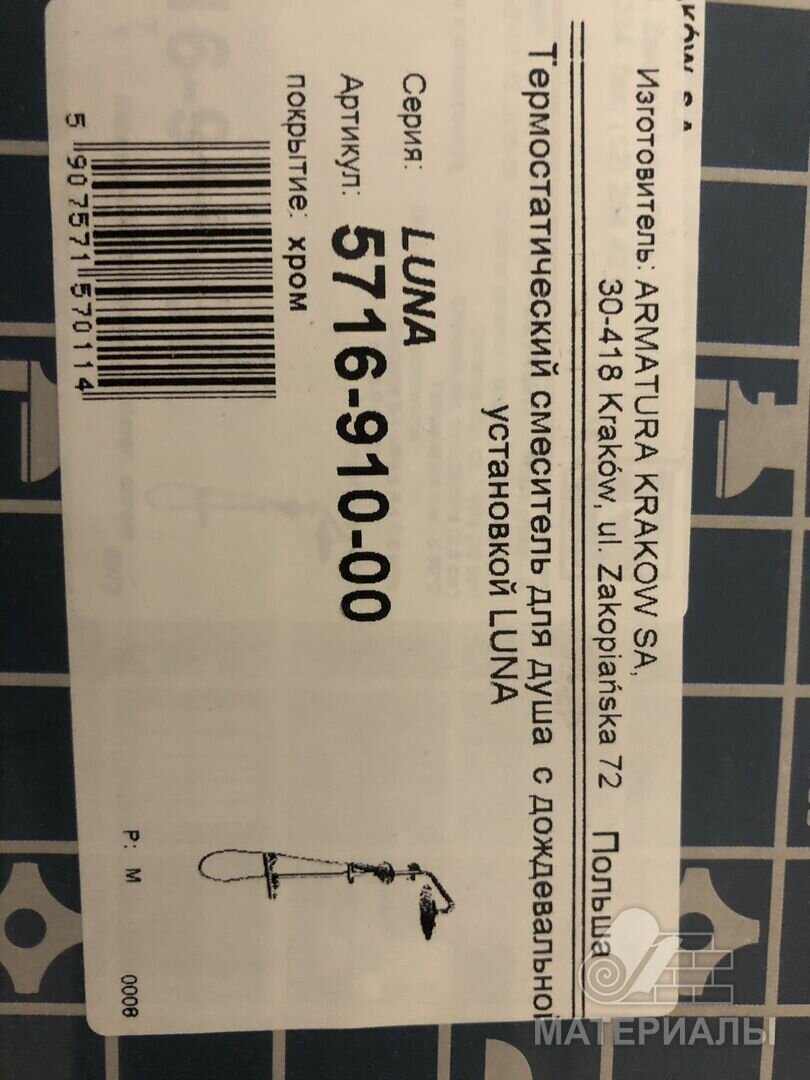 Изготовитель: ARMATURA KRAKOW SA,
30-418 Kraków, ul. Zakopiańska 72 Польша
Термостатический смеситель для душа с дождевальной
установкой LUNA
Серия: LUNA
Артикул: 5716-910-00
покрытие: хром
5 907571 570114
P: M 0008
МАТЕРИАЛЫ